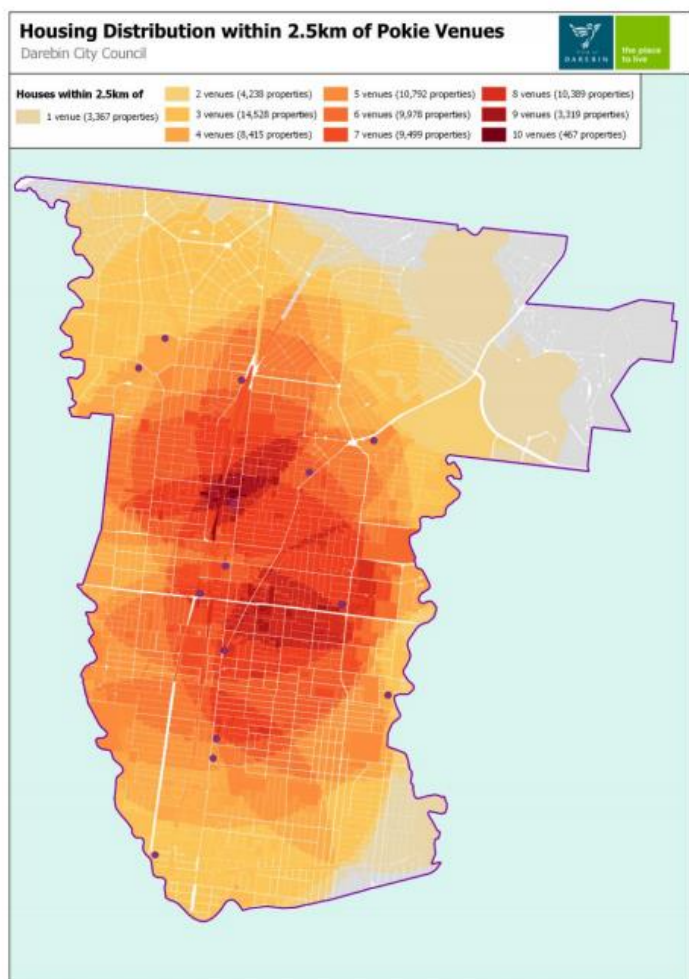 Housing Distribution within 2.5km of Pokie Venues
Darebin City Council
DAREBIN
the place
to live
Houses within 2.5km of
1 venue (3,367 properties)
2 venues (4,238 properties)
3 venues (14,528 properties)
4 venues (8,415 properties)
5 venues (10,792 properties)
6 venues (9,978 properties)
7 venues (9,499 properties)
8 venues (10,389 properties)
9 venues (3,319 properties)
10 venues (467 properties)